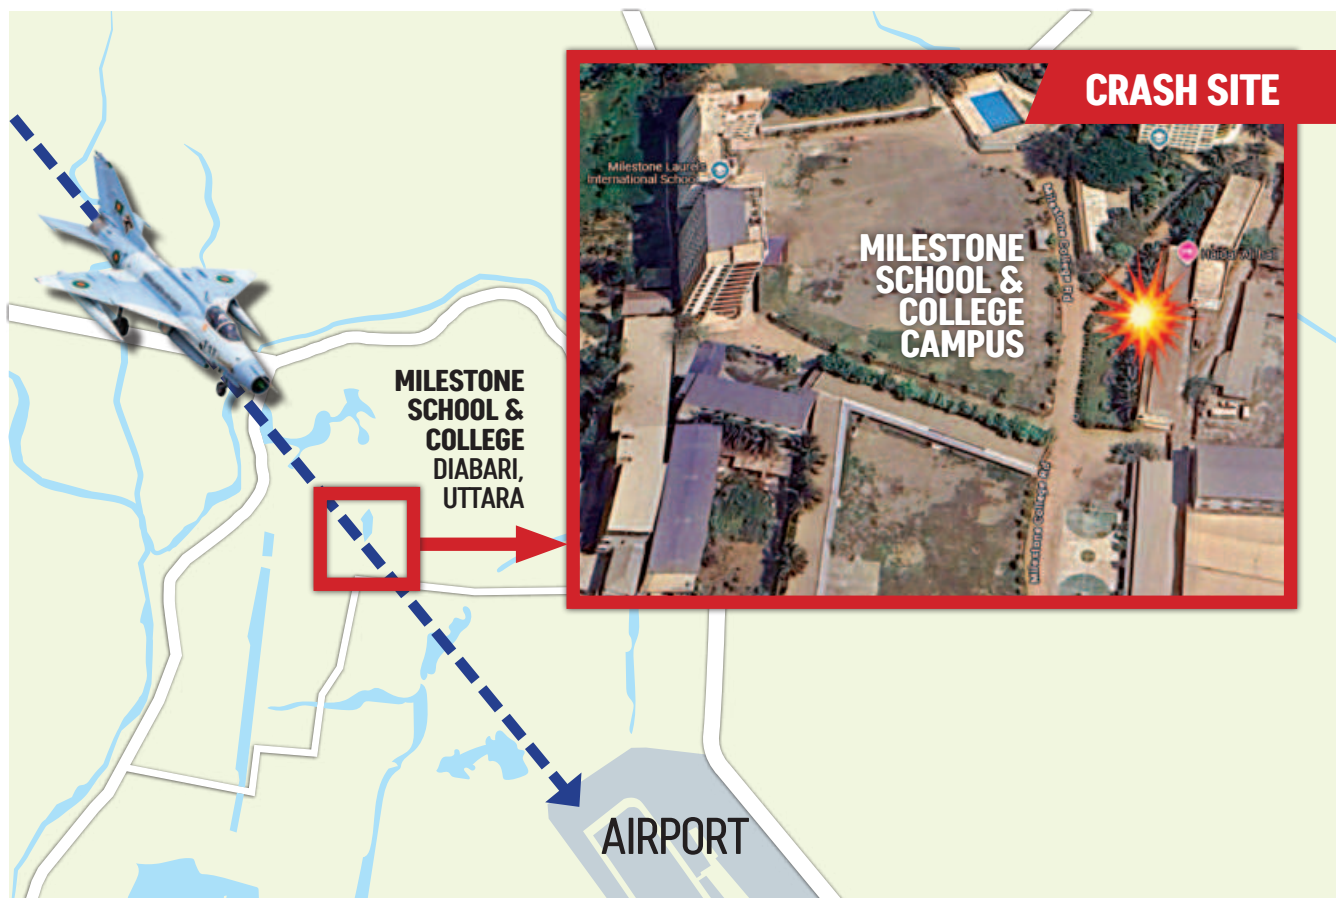 CRASH SITE
Milestone Laurels
International School
Milestone College Rd
MILESTONE
SCHOOL &
COLLEGE
CAMPUS
MILESTONE
SCHOOL &
COLLEGE
DIABARI,
UTTARA
Milestone College Rd
AIRPORT